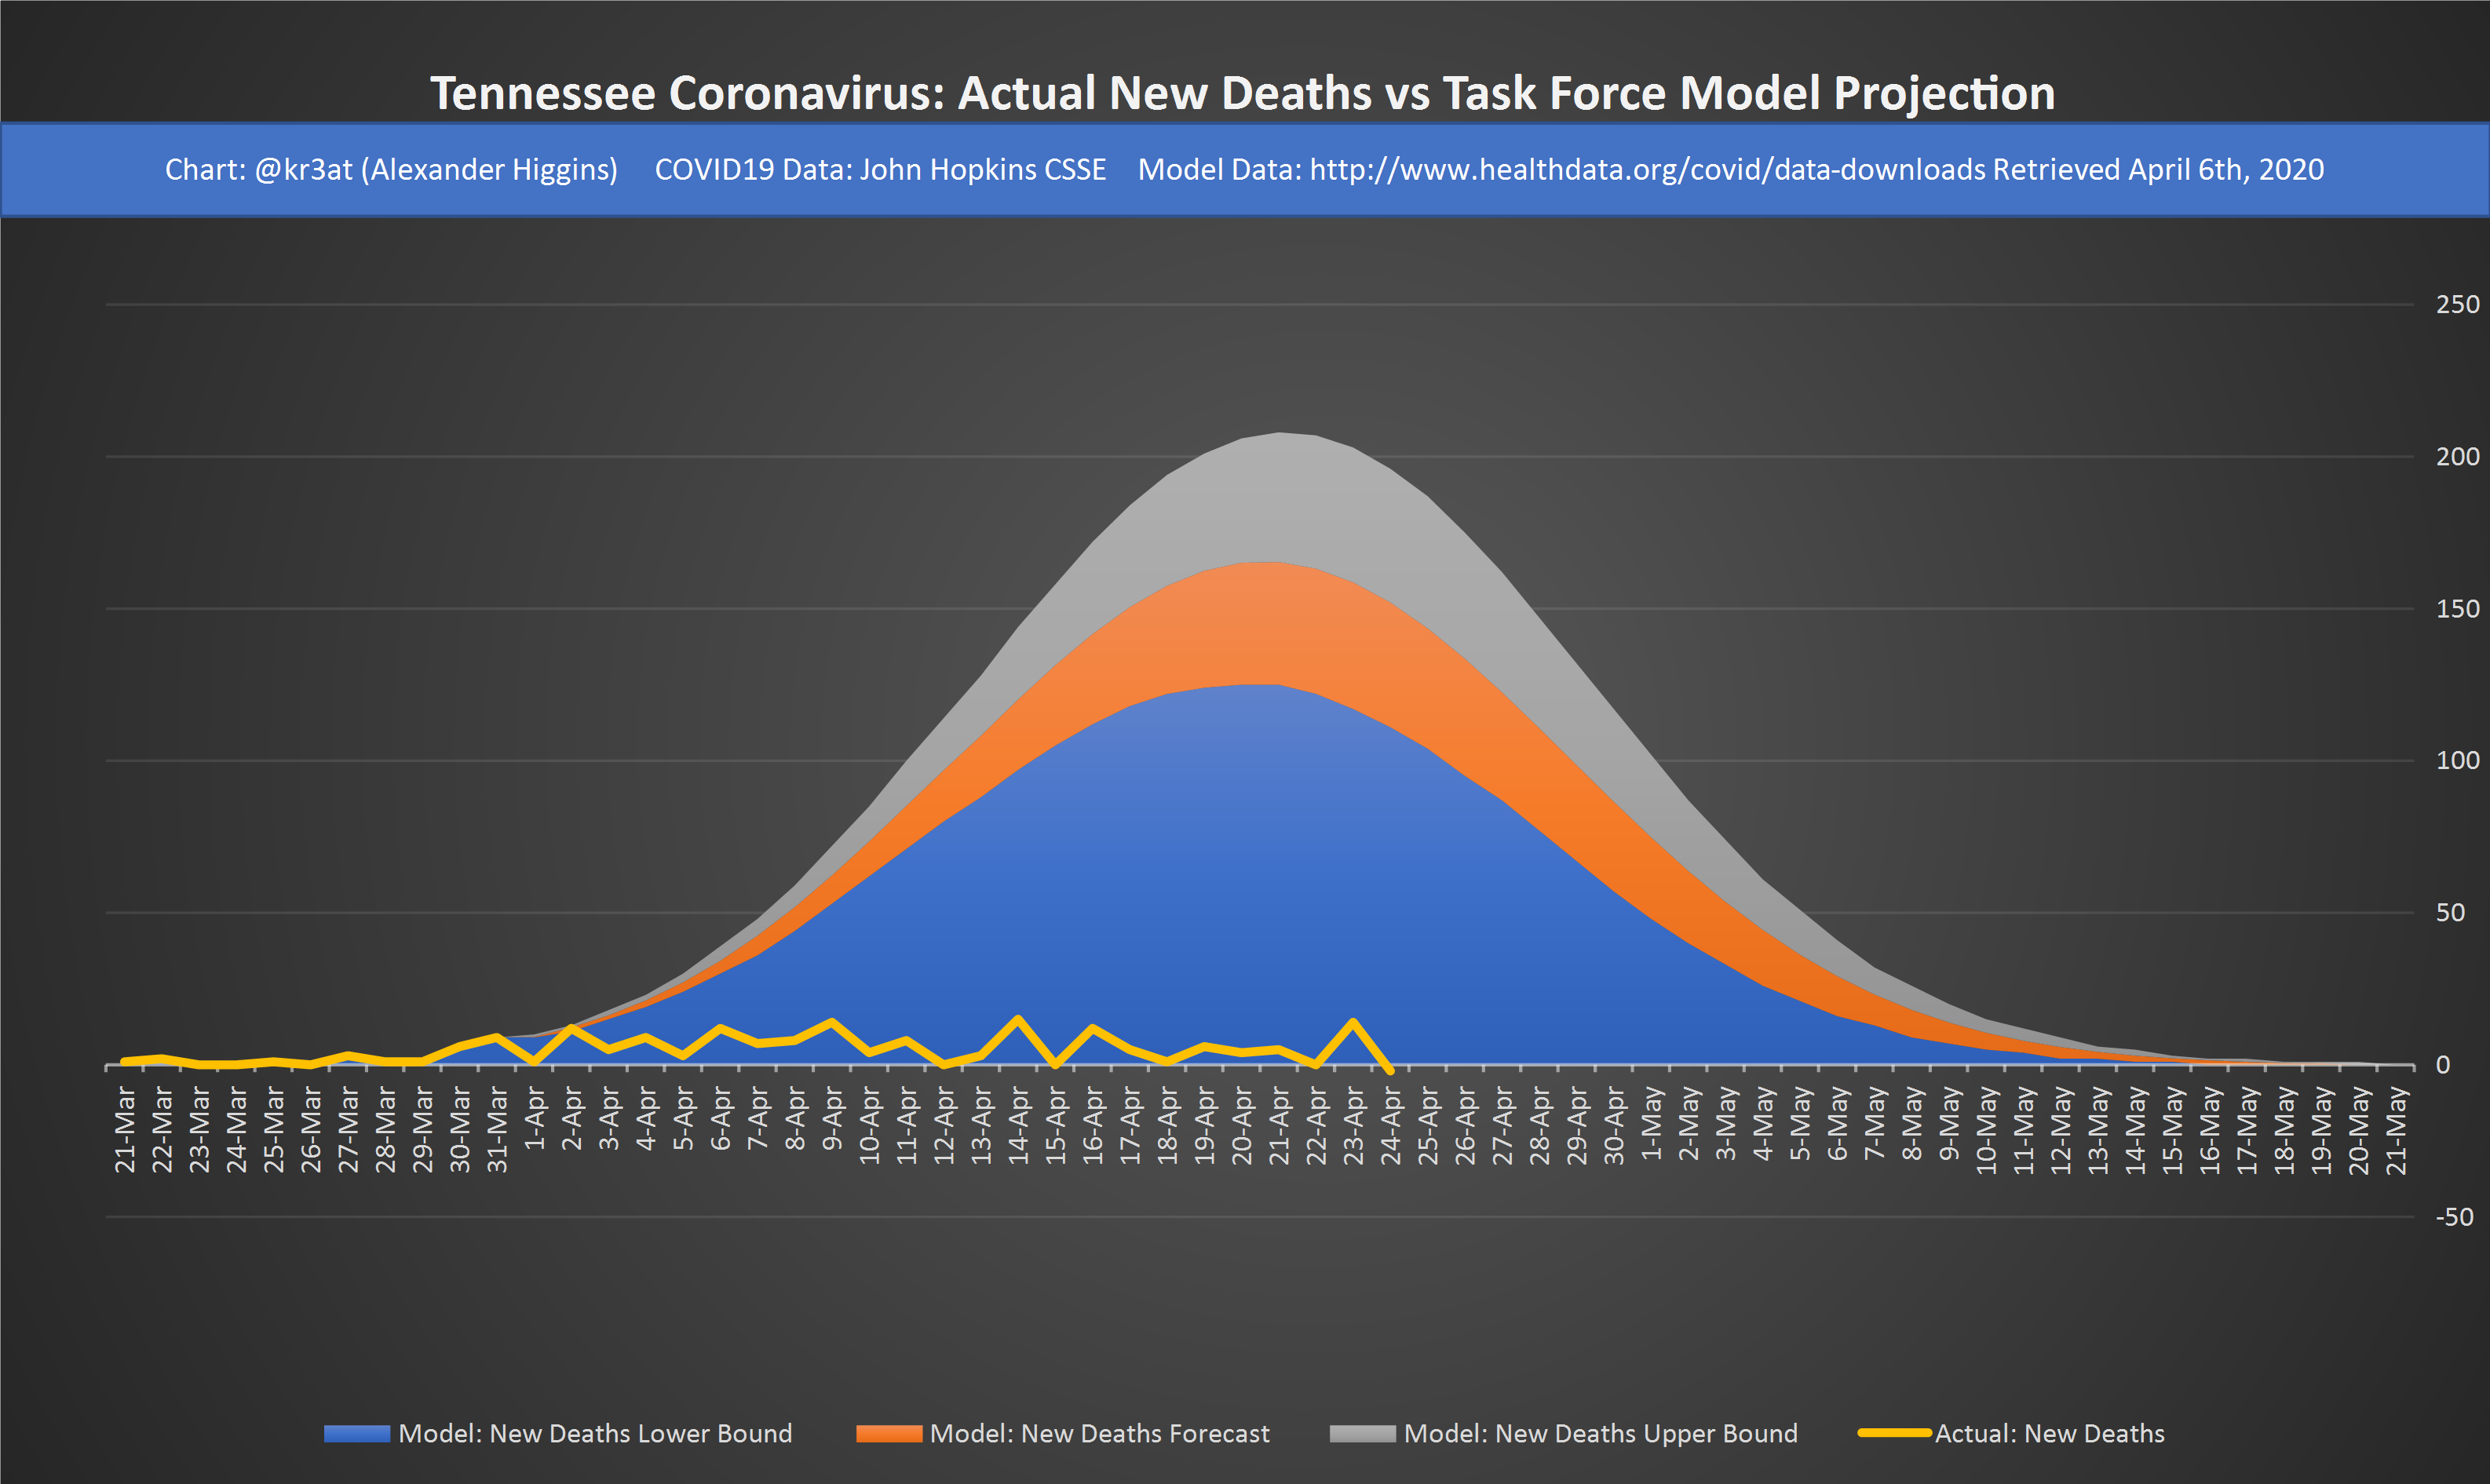 Tennessee Coronavirus: Actual New Deaths vs Task Force Model Projection
Chart: @kr3at (Alexander Higgins) COVID19 Data: John Hopkins CSSE Model Data: http://www.healthdata.org/covid/data-downloads Retrieved April 6th, 2020
250
200
150
100
50
0
-50
21-Mar
22-Mar
23-Mar
24-Mar
25-Mar
26-Mar
27-Mar
28-Mar
29-Mar
30-Mar
31-Mar
1-Apr
2-Apr
3-Apr
4-Apr
5-Apr
6-Apr
7-Apr
8-Apr
9-Apr
10-Apr
11-Apr
12-Apr
13-Apr
14-Apr
15-Apr
16-Apr
17-Apr
18-Apr
19-Apr
20-Apr
21-Apr
22-Apr
23-Apr
24-Apr
25-Apr
26-Apr
27-Apr
28-Apr
29-Apr
30-Apr
1-May
2-May
3-May
4-May
5-May
6-May
7-May
8-May
9-May
10-May
11-May
12-May
13-May
14-May
15-May
16-May
17-May
18-May
19-May
20-May
21-May
Model: New Deaths Lower Bound
Model: New Deaths Forecast
Model: New Deaths Upper Bound
Actual: New Deaths